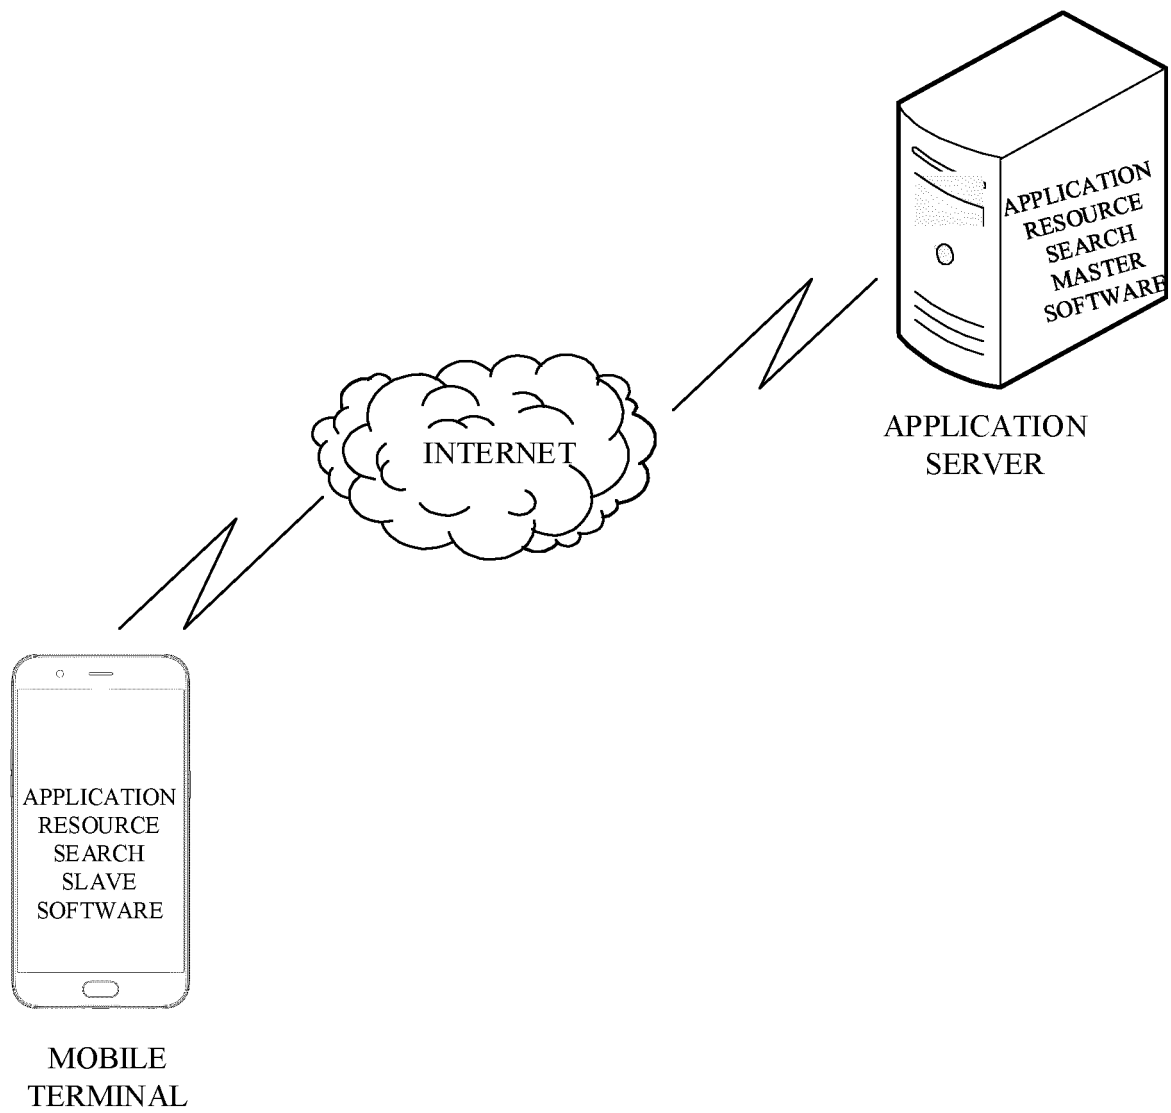 APPLICATION
RESOURCE
SEARCH
MASTER
SOFTWARE
APPLICATION
SERVER
INTERNET
APPLICATION
RESOURCE
SEARCH
SLAVE
SOFTWARE
MOBILE
TERMINAL